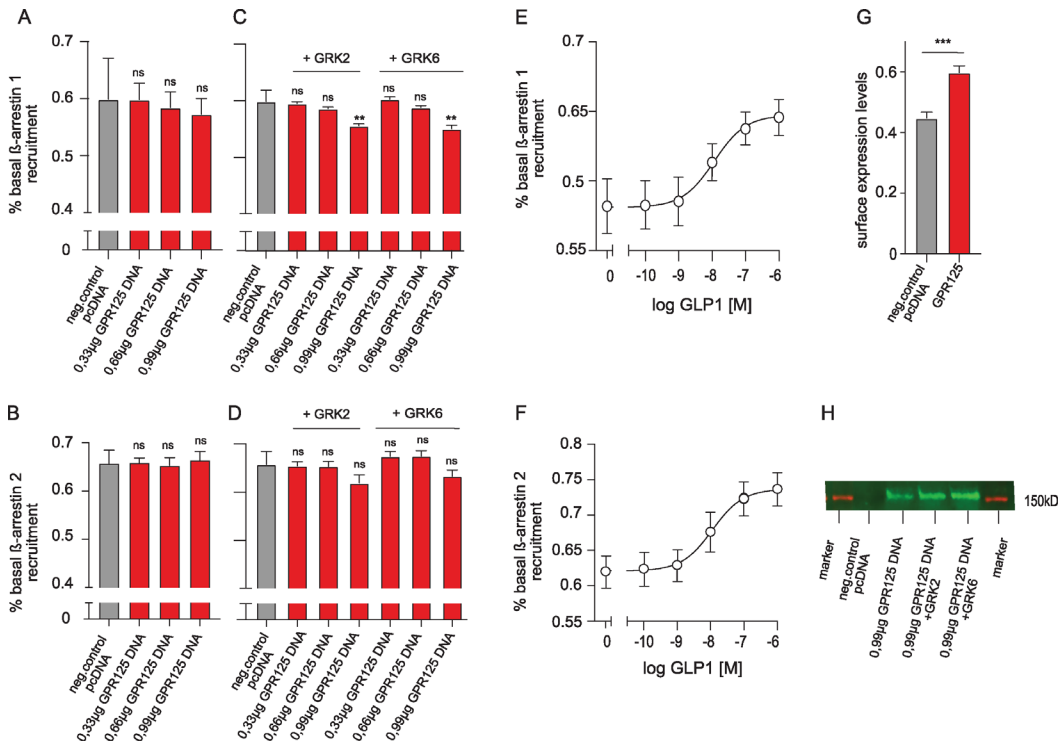 A
% basal ß-arrestin 1
recruitment
0.7
0.6
0.5
0.4
0
ns
ns
ns
neg.control
pcDNA
0,33µg GPR125 DNA
0,66µg GPR125 DNA
0,99µg GPR125 DNA
C
+ GRK2
+ GRK6
ns
ns
**
ns
ns
**
neg.control
pcDNA
0,33µg GPR125 DNA
0,66µg GPR125 DNA
0,99µg GPR125 DNA
0,33µg GPR125 DNA
0,66µg GPR125 DNA
0,99µg GPR125 DNA
E
% basal ß-arrestin 1
recruitment
0.7
0.65
0.5
0.55
0
-10
-9
-8
-7
-6
log GLP1 [M]
G
surface expression levels
0.6
0.4
0.2
0
***
neg.control
pcDNA
GPR125
B
% basal ß-arrestin 2
recruitment
0.7
0.6
0.5
0.4
0
ns
ns
ns
neg.control
pcDNA
0,33µg GPR125 DNA
0,66µg GPR125 DNA
0,99µg GPR125 DNA
D
+ GRK2
+ GRK6
ns
ns
ns
ns
ns
ns
neg.control
pcDNA
0,33µg GPR125 DNA
0,66µg GPR125 DNA
0,99µg GPR125 DNA
0,33µg GPR125 DNA
0,66µg GPR125 DNA
0,99µg GPR125 DNA
F
% basal ß-arrestin 2
recruitment
0.8
0.75
0.7
0.65
0.6
0.55
0
-10
-9
-8
-7
-6
log GLP1 [M]
H
150kD
marker
neg.control
pcDNA
0,99µg GPR125 DNA
0,99µg GPR125 DNA
+GRK2
0,99µg GPR125 DNA
+GRK6
marker